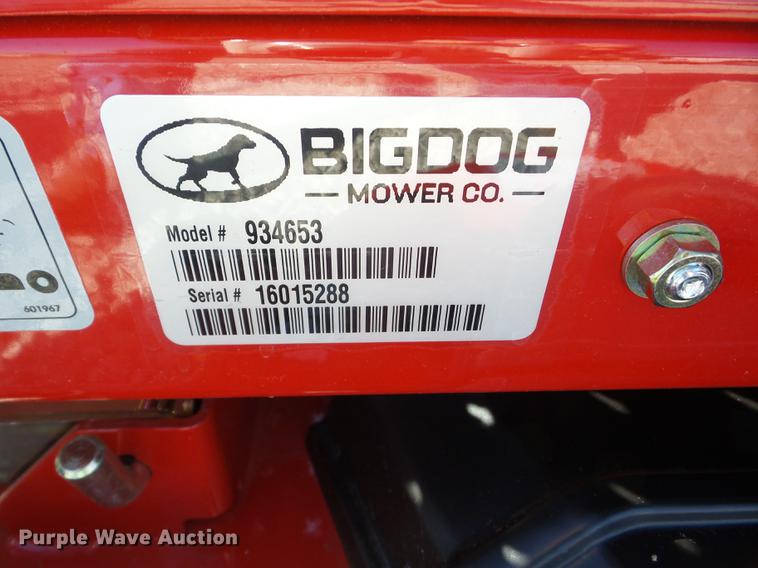 BIGDOG
— MOWER CO. —
Model # 934653
Serial # 16015288
601967
Purple Wave Auction